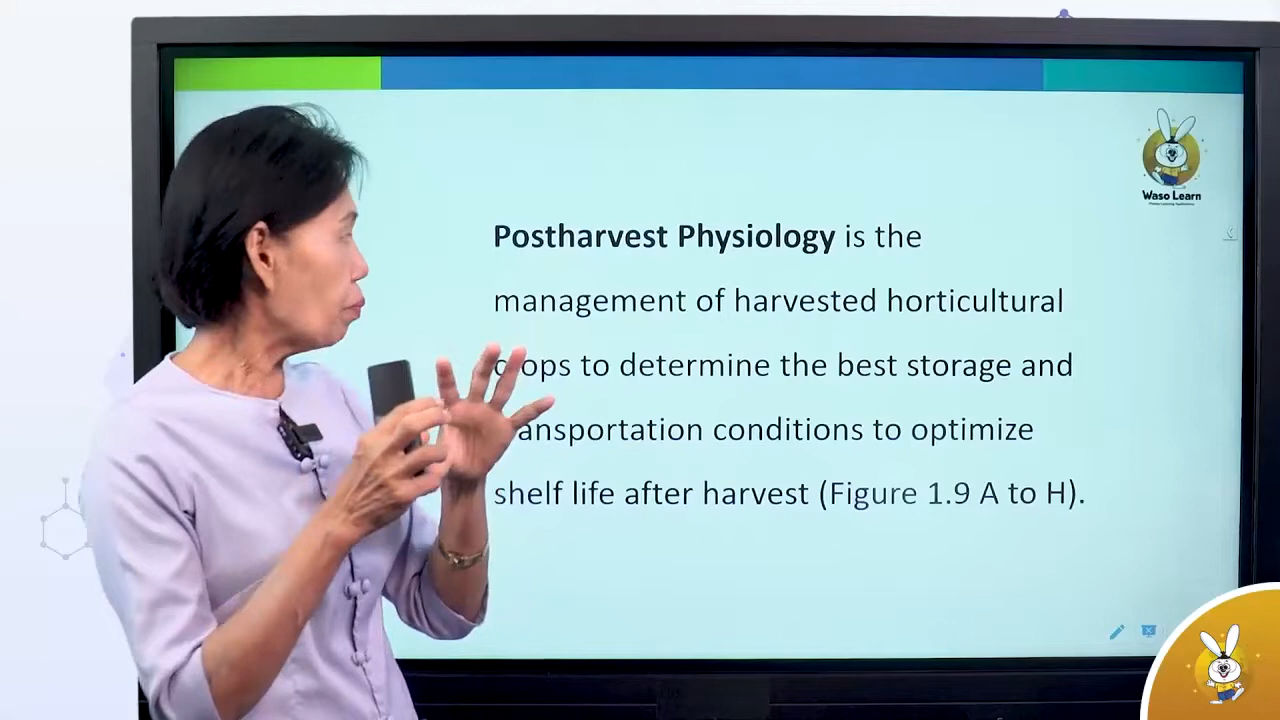 Waso Learn
Postharvest Physiology is the
management of harvested horticultural
to determine the best storage and
conditions to optimize
shelf life after harvest (Figure 1.9 A to H).